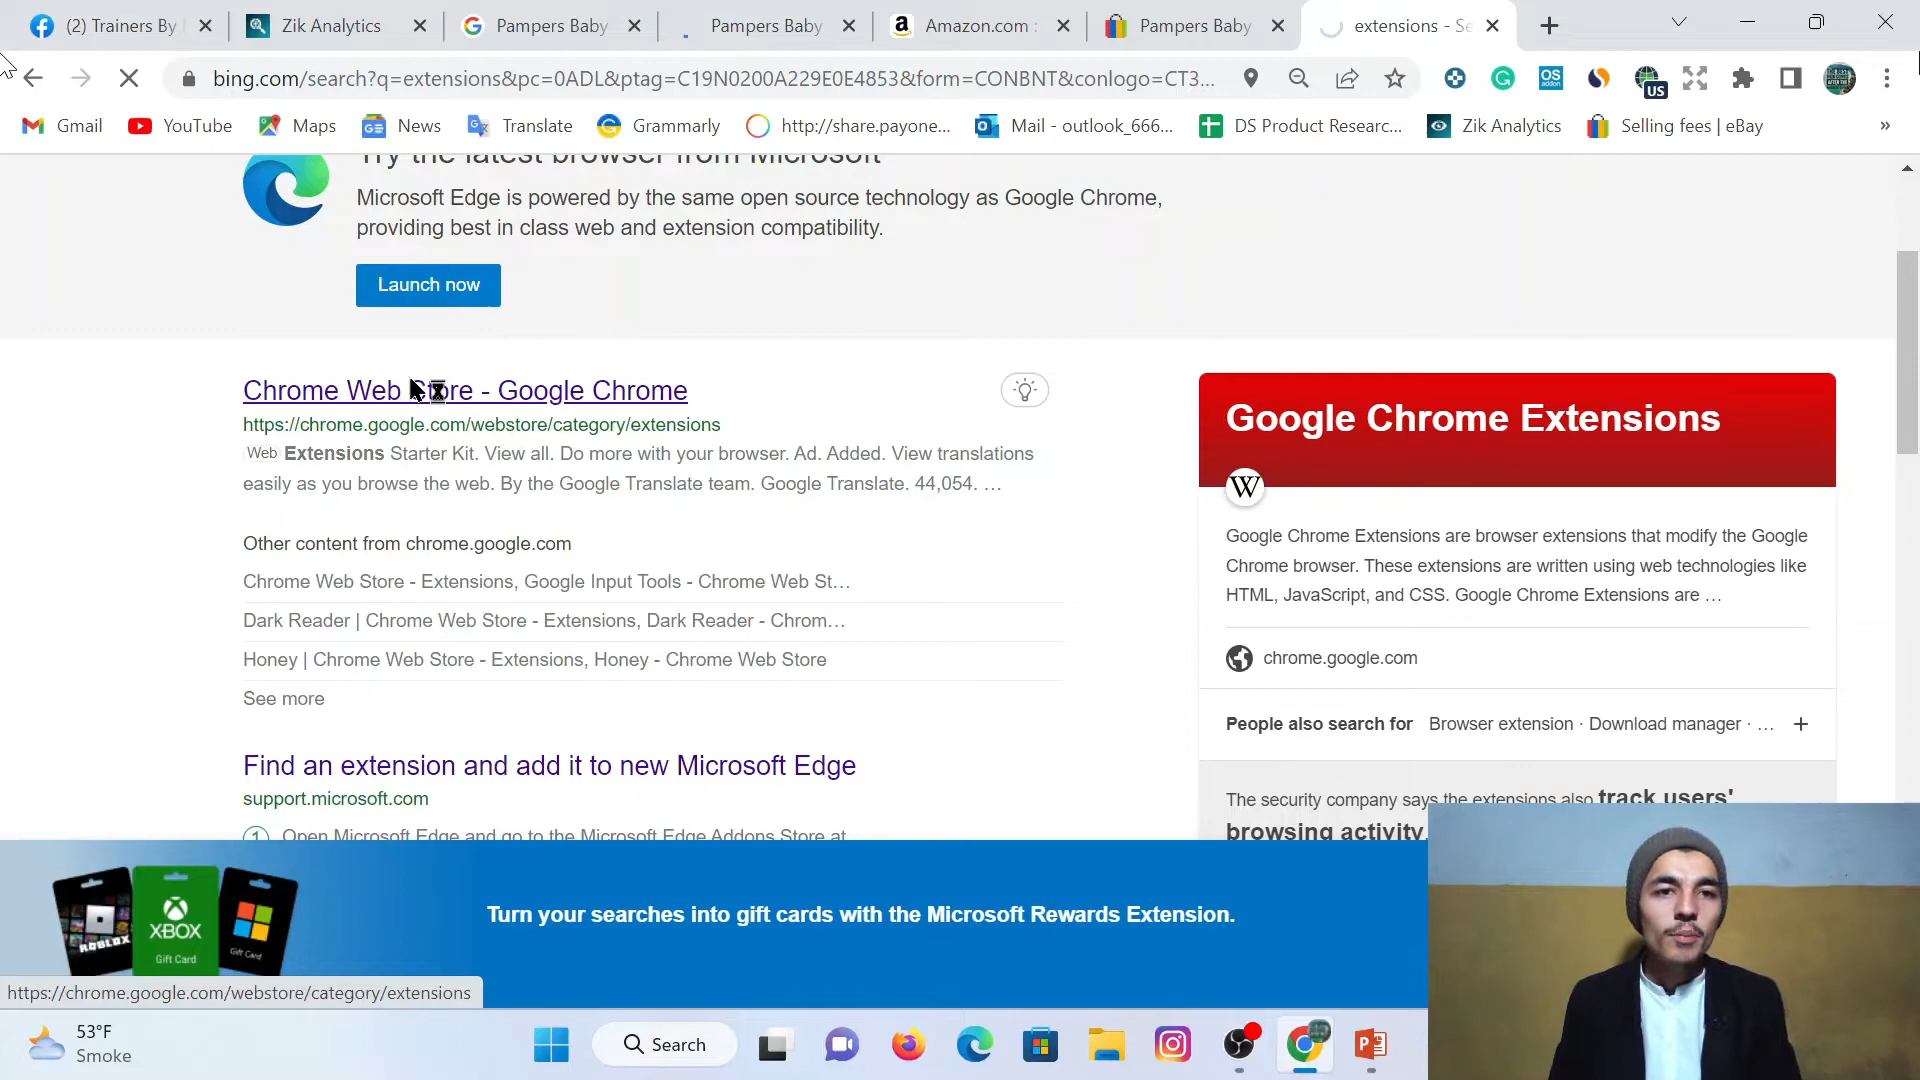 (2) Trainers By
Zik Analytics
Pampers Baby
Pampers Baby
Amazon.com :
Pampers Baby
extensions - Se
bing.com/search?q=extensions&pc=0ADL&ptag=C19N0200A229E0E4853&form=CONBNT&conlogo=CT3...
OS
addon
US
Gmail
YouTube
Maps
News
Translate
Grammarly
http://share.payone...
Mail - outlook_666...
DS Product Researc...
Zik Analytics
Selling fees | eBay
»
Try the latest browser from Microsoft
Microsoft Edge is powered by the same open source technology as Google Chrome,
providing best in class web and extension compatibility.
Launch now
Chrome Web Store - Google Chrome
https://chrome.google.com/webstore/category/extensions
Web Extensions Starter Kit. View all. Do more with your browser. Ad. Added. View translations
easily as you browse the web. By the Google Translate team. Google Translate. 44,054. …
Other content from chrome.google.com
Chrome Web Store - Extensions, Google Input Tools - Chrome Web St…
Dark Reader | Chrome Web Store - Extensions, Dark Reader - Chrom…
Honey | Chrome Web Store - Extensions, Honey - Chrome Web Store
See more
Find an extension and add it to new Microsoft Edge
support.microsoft.com
1 Open Microsoft Edge and go to the Microsoft Edge Addons Store at
Google Chrome Extensions
W
Google Chrome Extensions are browser extensions that modify the Google
Chrome browser. These extensions are written using web technologies like
HTML, JavaScript, and CSS. Google Chrome Extensions are …
chrome.google.com
People also search for Browser extension · Download manager · …
The security company says the extensions also track users'
browsing activity.
ROBLOX
XBOX
Gift Card
Gift Card
Turn your searches into gift cards with the Microsoft Rewards Extension.
https://chrome.google.com/webstore/category/extensions
53°F
Smoke
Search